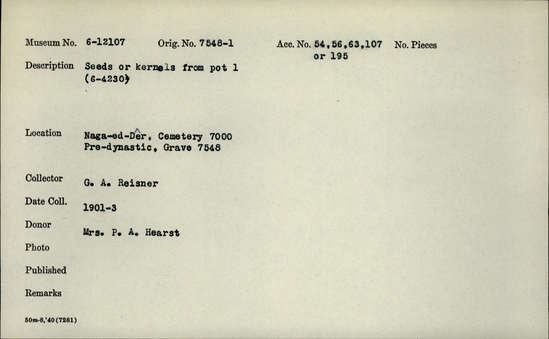 Museum No. 6-12107 Orig. No. 7548-1 Acc. No. 54,56,63,107 No. Pieces
or 195
Description Seeds or kernels from pot 1
(6-4230)
Location Naga-ed-Dêr, Cemetery 7000
Pre-dynastic, Grave 7548
Collector G. A. Reisner
Date Coll. 1901-3
Donor Mrs. P. A. Hearst
Photo
Published
Remarks
50m-8,'40(7281)